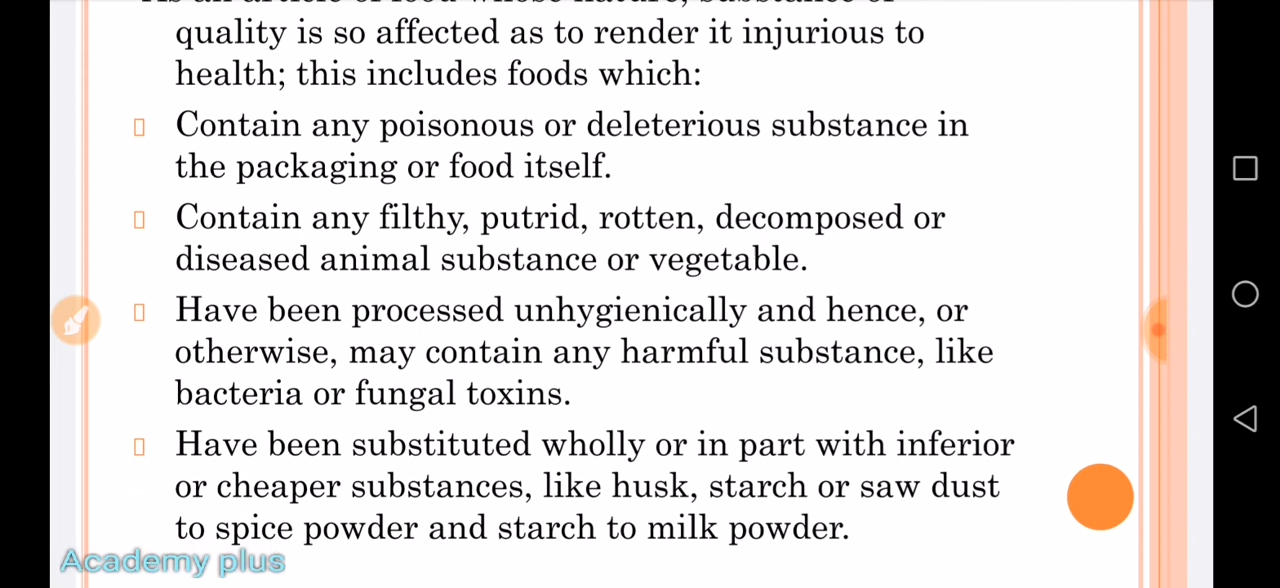 quality is so affected as to render it injurious to
health; this includes foods which:
Contain any poisonous or deleterious substance in
the packaging or food itself.
Contain any filthy, putrid, rotten, decomposed or
diseased animal substance or vegetable.
Have been processed unhygienically and hence, or
otherwise, may contain any harmful substance, like
bacteria or fungal toxins.
Have been substituted wholly or in part with inferior
or cheaper substances, like husk, starch or saw dust
to spice powder and starch to milk powder.
Academy plus